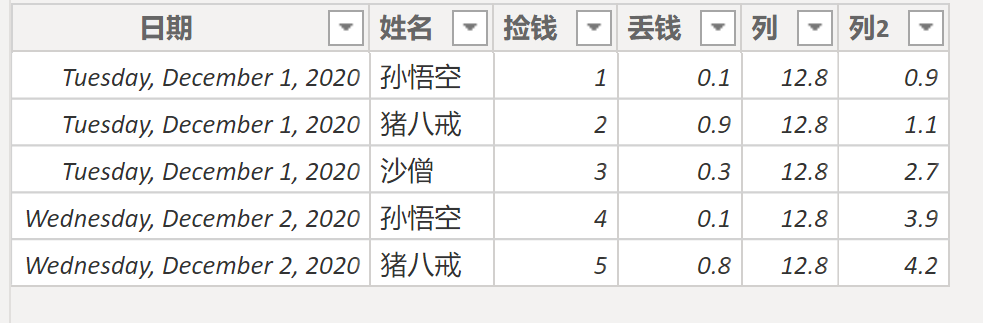 日期 姓名 捡钱 丢钱 列 列2
Tuesday, December 1, 2020 孙悟空 1 0.1 12.8 0.9
Tuesday, December 1, 2020 猪八戒 2 0.9 12.8 1.1
Tuesday, December 1, 2020 沙僧 3 0.3 12.8 2.7
Wednesday, December 2, 2020 孙悟空 4 0.1 12.8 3.9
Wednesday, December 2, 2020 猪八戒 5 0.8 12.8 4.2